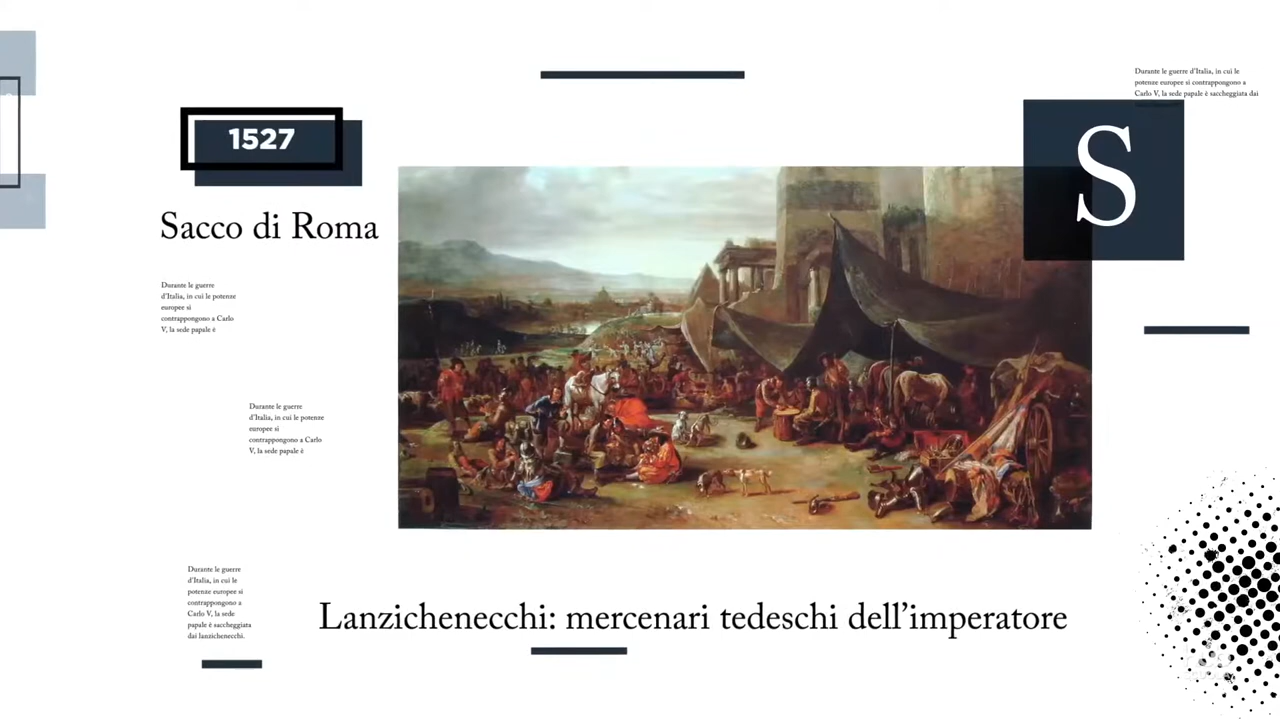 Durante le guerre d'Italia, in cui le
potenze europee si contrappongono a
Carlo V, la sede papale è saccheggiata dai
1527
S
Sacco di Roma
Durante le guerre
d'Italia, in cui le potenze
europee si
contrappongono a Carlo
V, la sede papale è
Durante le guerre
d'Italia, in cui le potenze
europee si
contrappongono a Carlo
V, la sede papale è
Durante le guerre
d'Italia, in cui le
potenze europee si
contrappongono a
Carlo V, la sede
papale è saccheggiata
dai lanzichenecchi.
Lanzichenecchi: mercenari tedeschi dell'imperatore